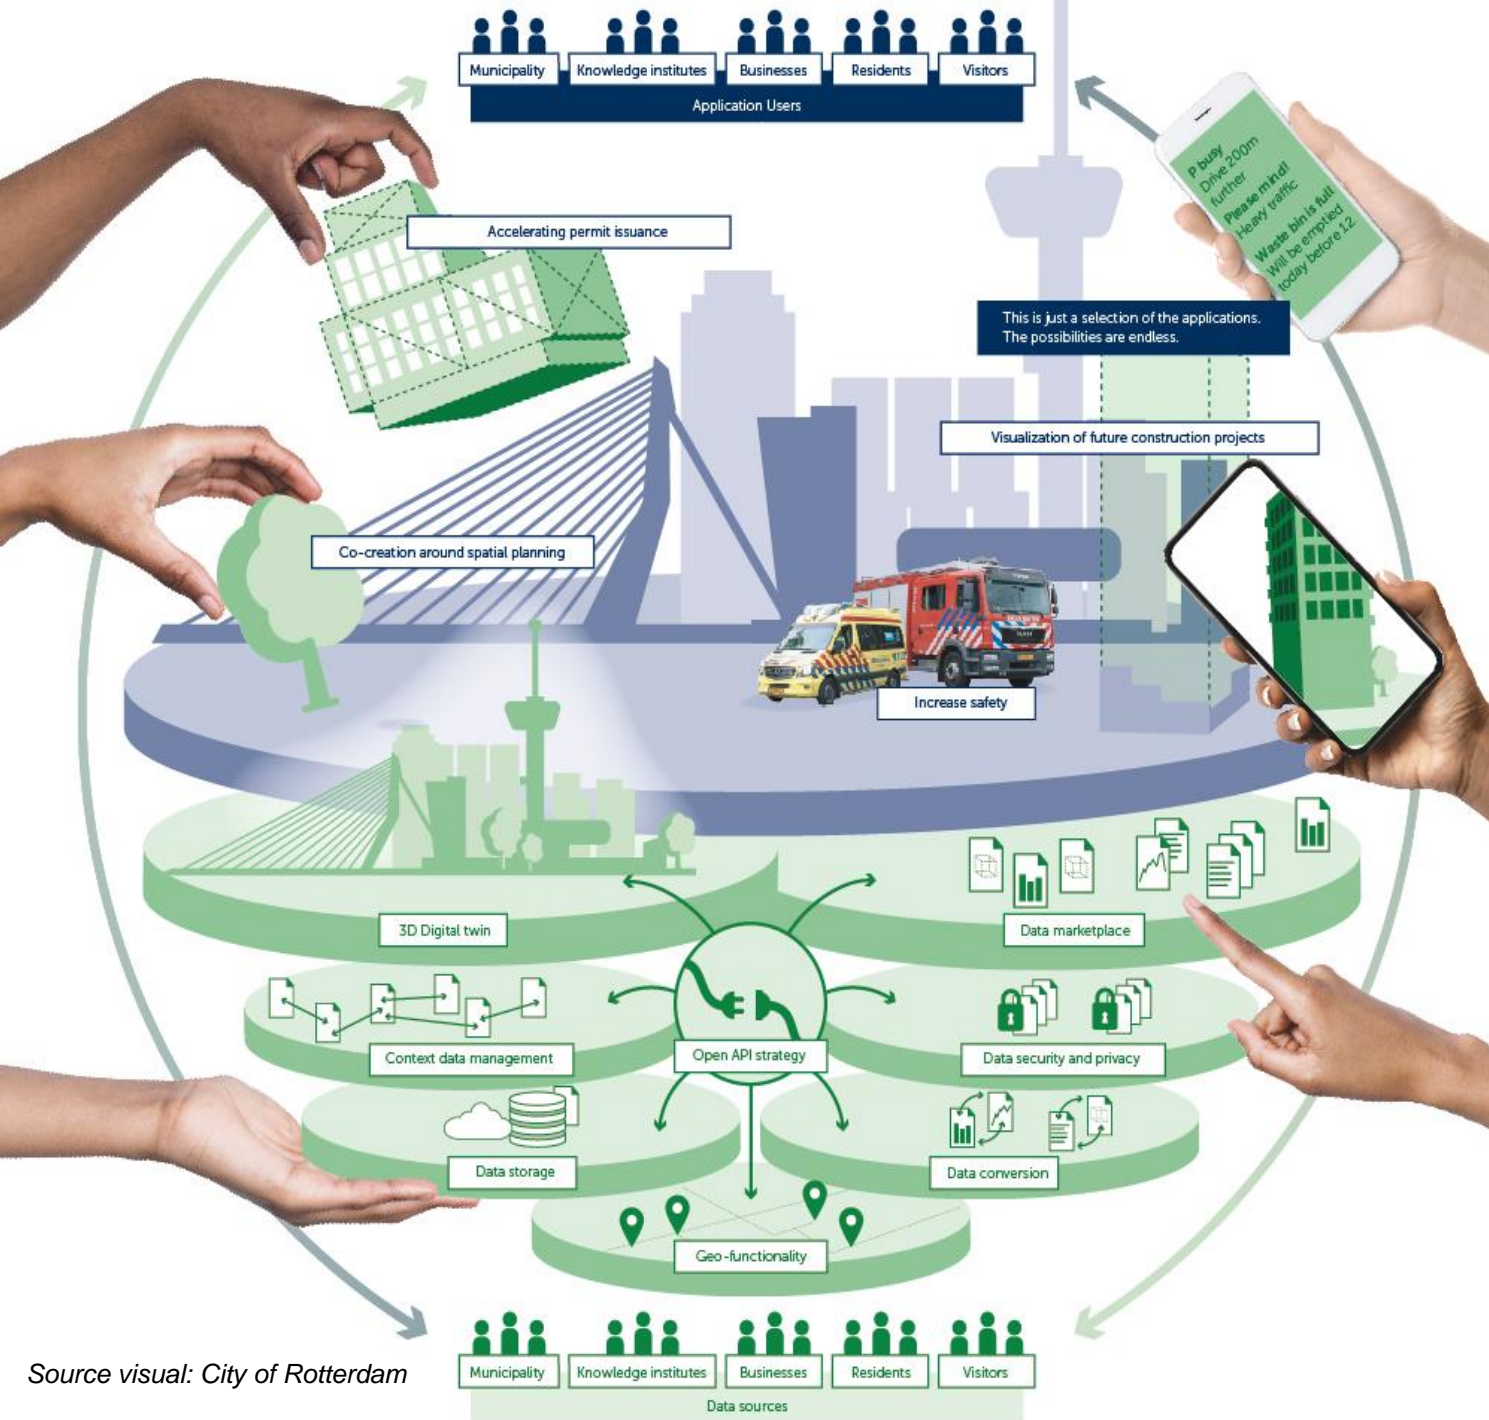 Municipality
Knowledge institutes
Businesses
Residents
Visitors
Application Users
P busy
Drive 200m
further
Please mind!
Heavy traffic
Waste bin is full
Will be emptied
today before 12
Accelerating permit issuance
This is just a selection of the applications.
The possibilities are endless.
Visualization of future construction projects
Co-creation around spatial planning
Increase safety
3D Digital twin
Data marketplace
Context data management
Open API strategy
Data security and privacy
Data storage
Data conversion
Geo-functionality
Municipality
Knowledge institutes
Businesses
Residents
Visitors
Data sources
Source visual: City of Rotterdam